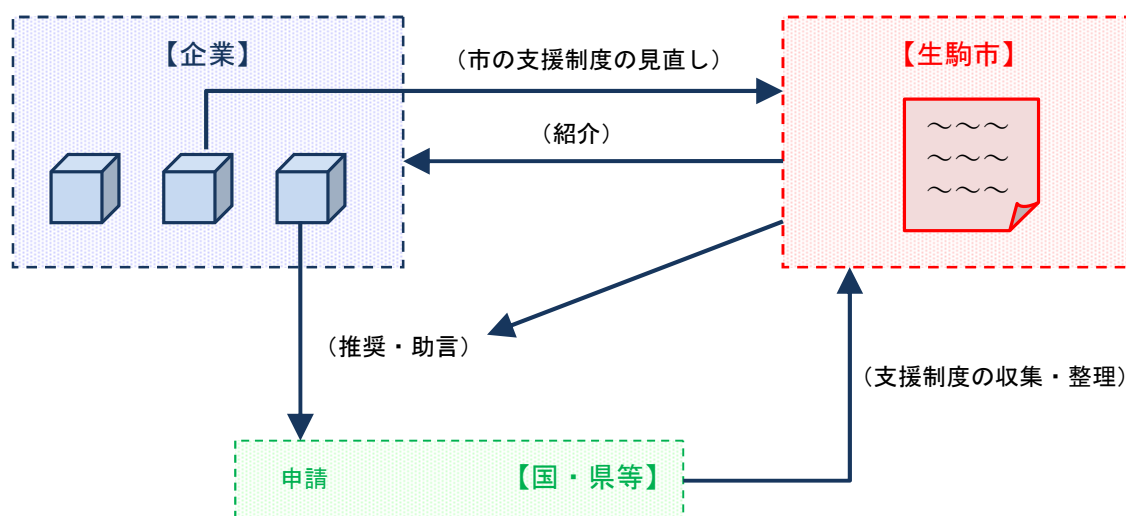 【企業】
(市の支援制度の見直し)
【生駒市】
(紹介)
～～～
～～～
～～～
(推奨・助言)
(支援制度の収集・整理)
申請
【国・県等】